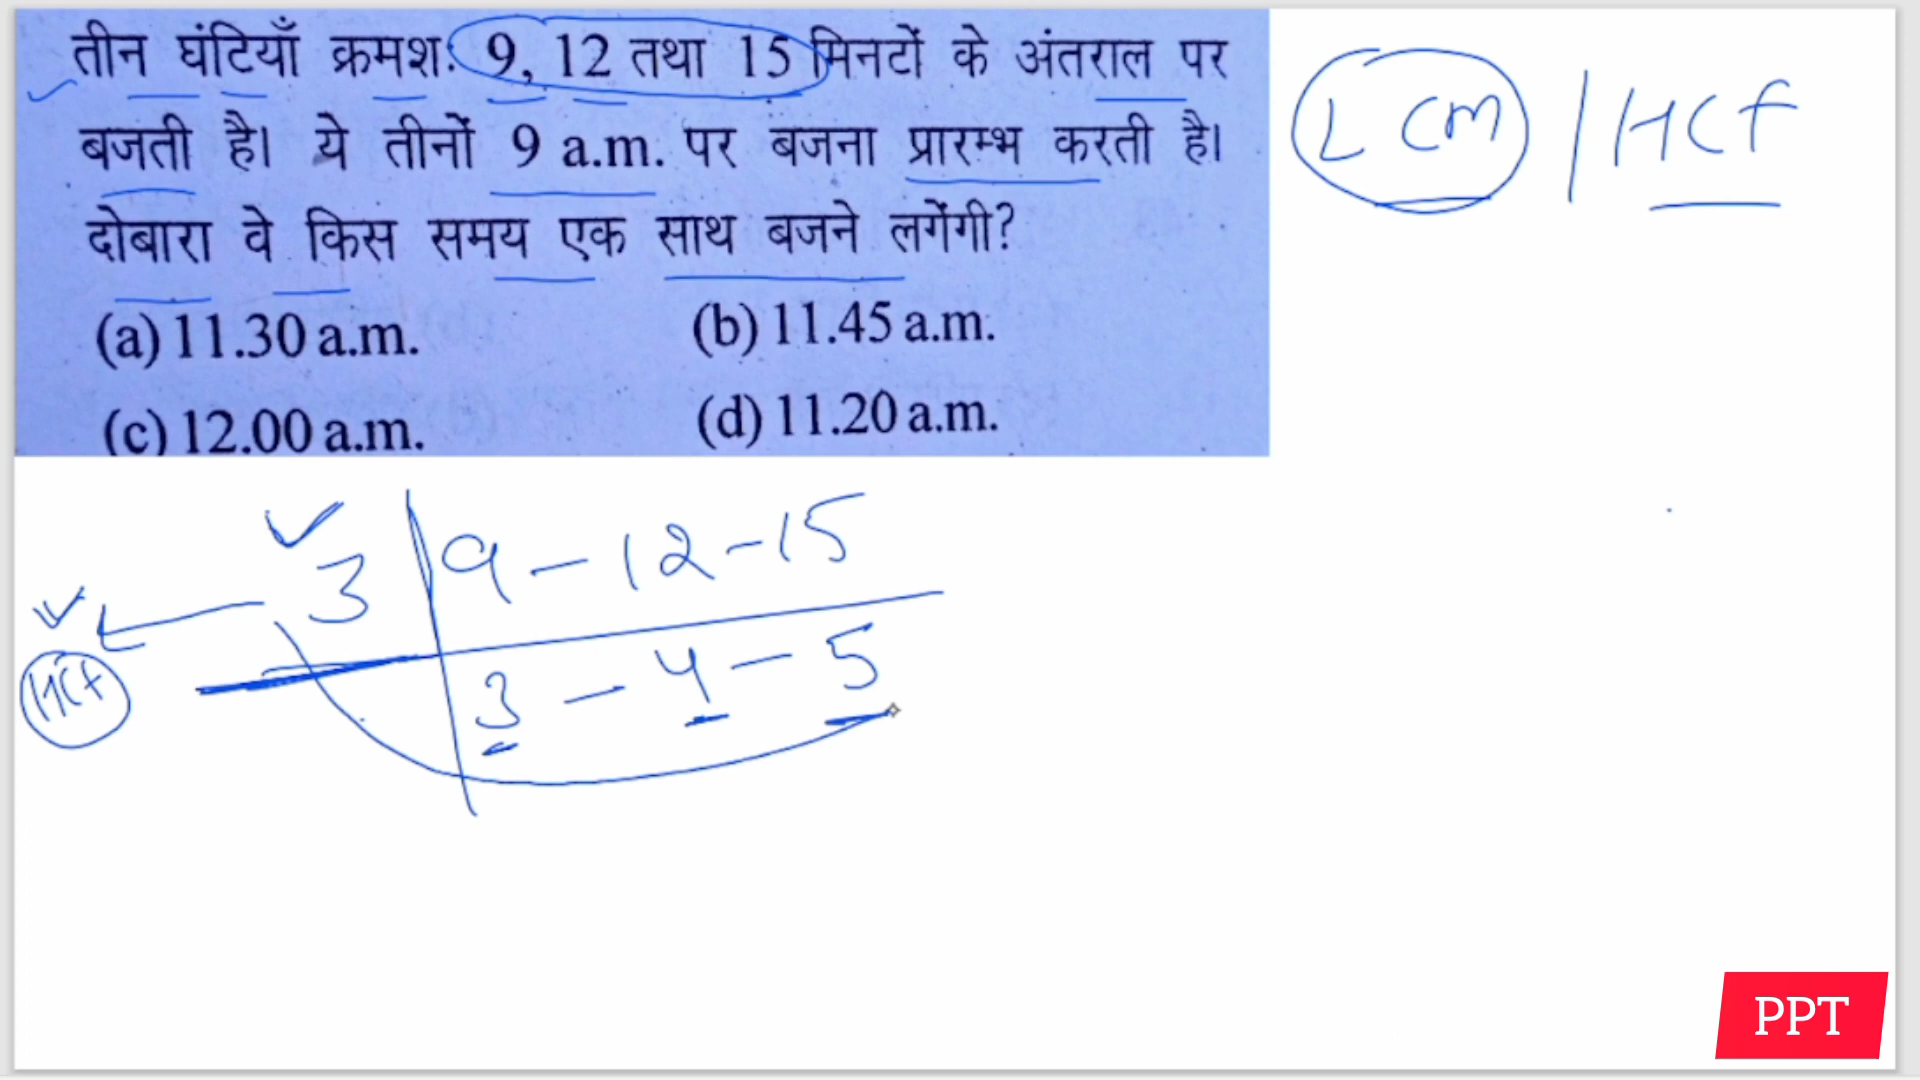 तीन घंटियाँ क्रमशः 9, 12 तथा 15 मिनटों के अंतराल पर
बजती है। ये तीनों 9 a.m. पर बजना प्रारम्भ करती है।
दोबारा वे किस समय एक साथ बजने लगेंगी?
(a) 11.30 a.m. (b) 11.45 a.m.
(c) 12.00 a.m. (d) 11.20 a.m.
LCM / HCf
3 9 - 12 - 15
3 - 4 - 5
HCf
PPT